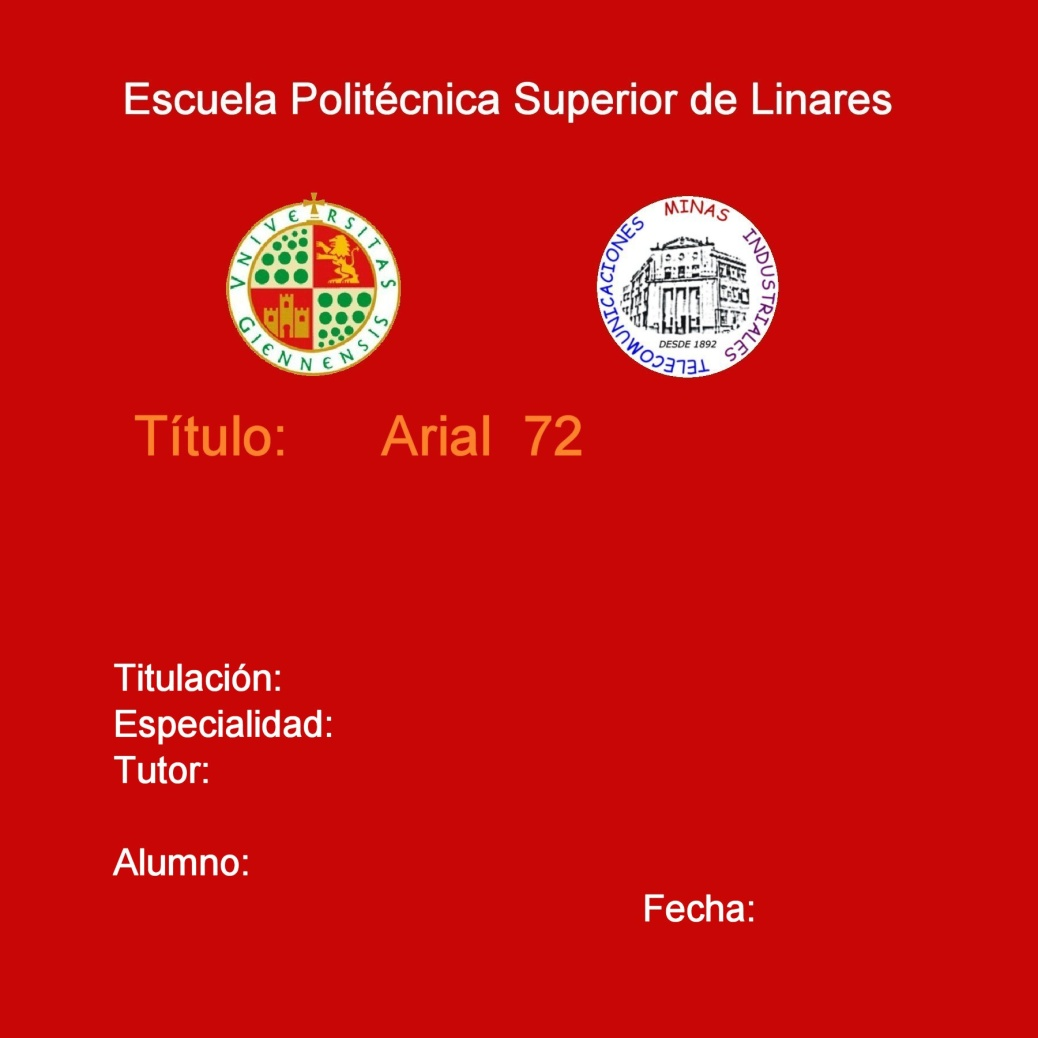 Escuela Politécnica Superior de Linares
VNIVERSITAS
GIENNENSIS
MINAS INDUSTRIALES TELECOMUNICACIONES
DESDE 1892
Título: Arial 72
Titulación:
Especialidad:
Tutor:
Alumno:
Fecha: